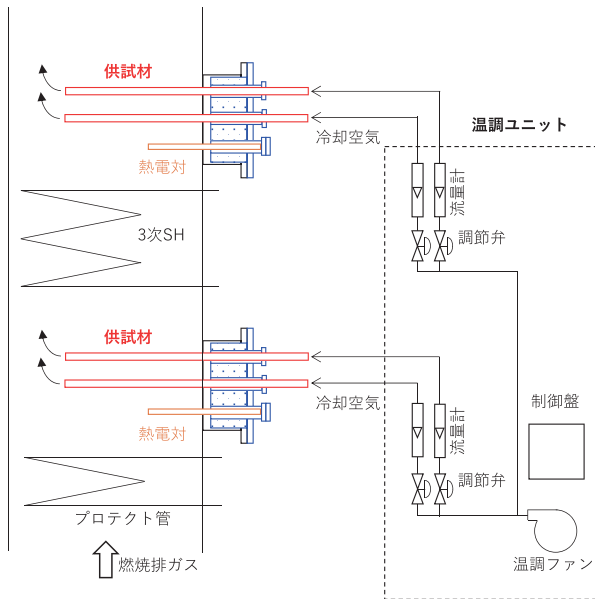 供試材
温調ユニット
冷却空気
熱電対
流量計
3次SH
調節弁
供試材
制御盤
冷却空気
流量計
熱電対
調節弁
プロテクト管
燃焼排ガス
温調ファン